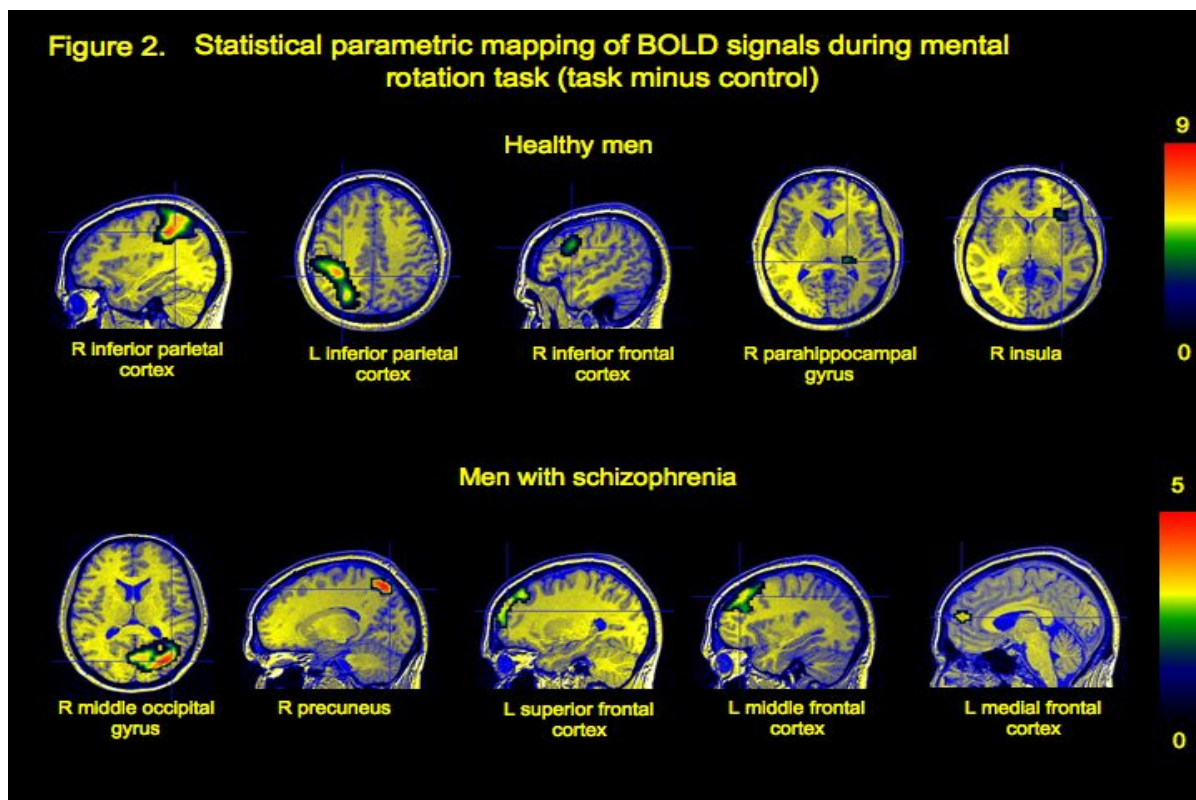 Figure 2. Statistical parametric mapping of BOLD signals during mental
rotation task (task minus control)
Healthy men
9
0
R inferior parietal
cortex
L inferior parietal
cortex
R inferior frontal
cortex
R parahippocampal
gyrus
R insula
Men with schizophrenia
5
0
R middle occipital
gyrus
R precuneus
L superior frontal
cortex
L middle frontal
cortex
L medial frontal
cortex